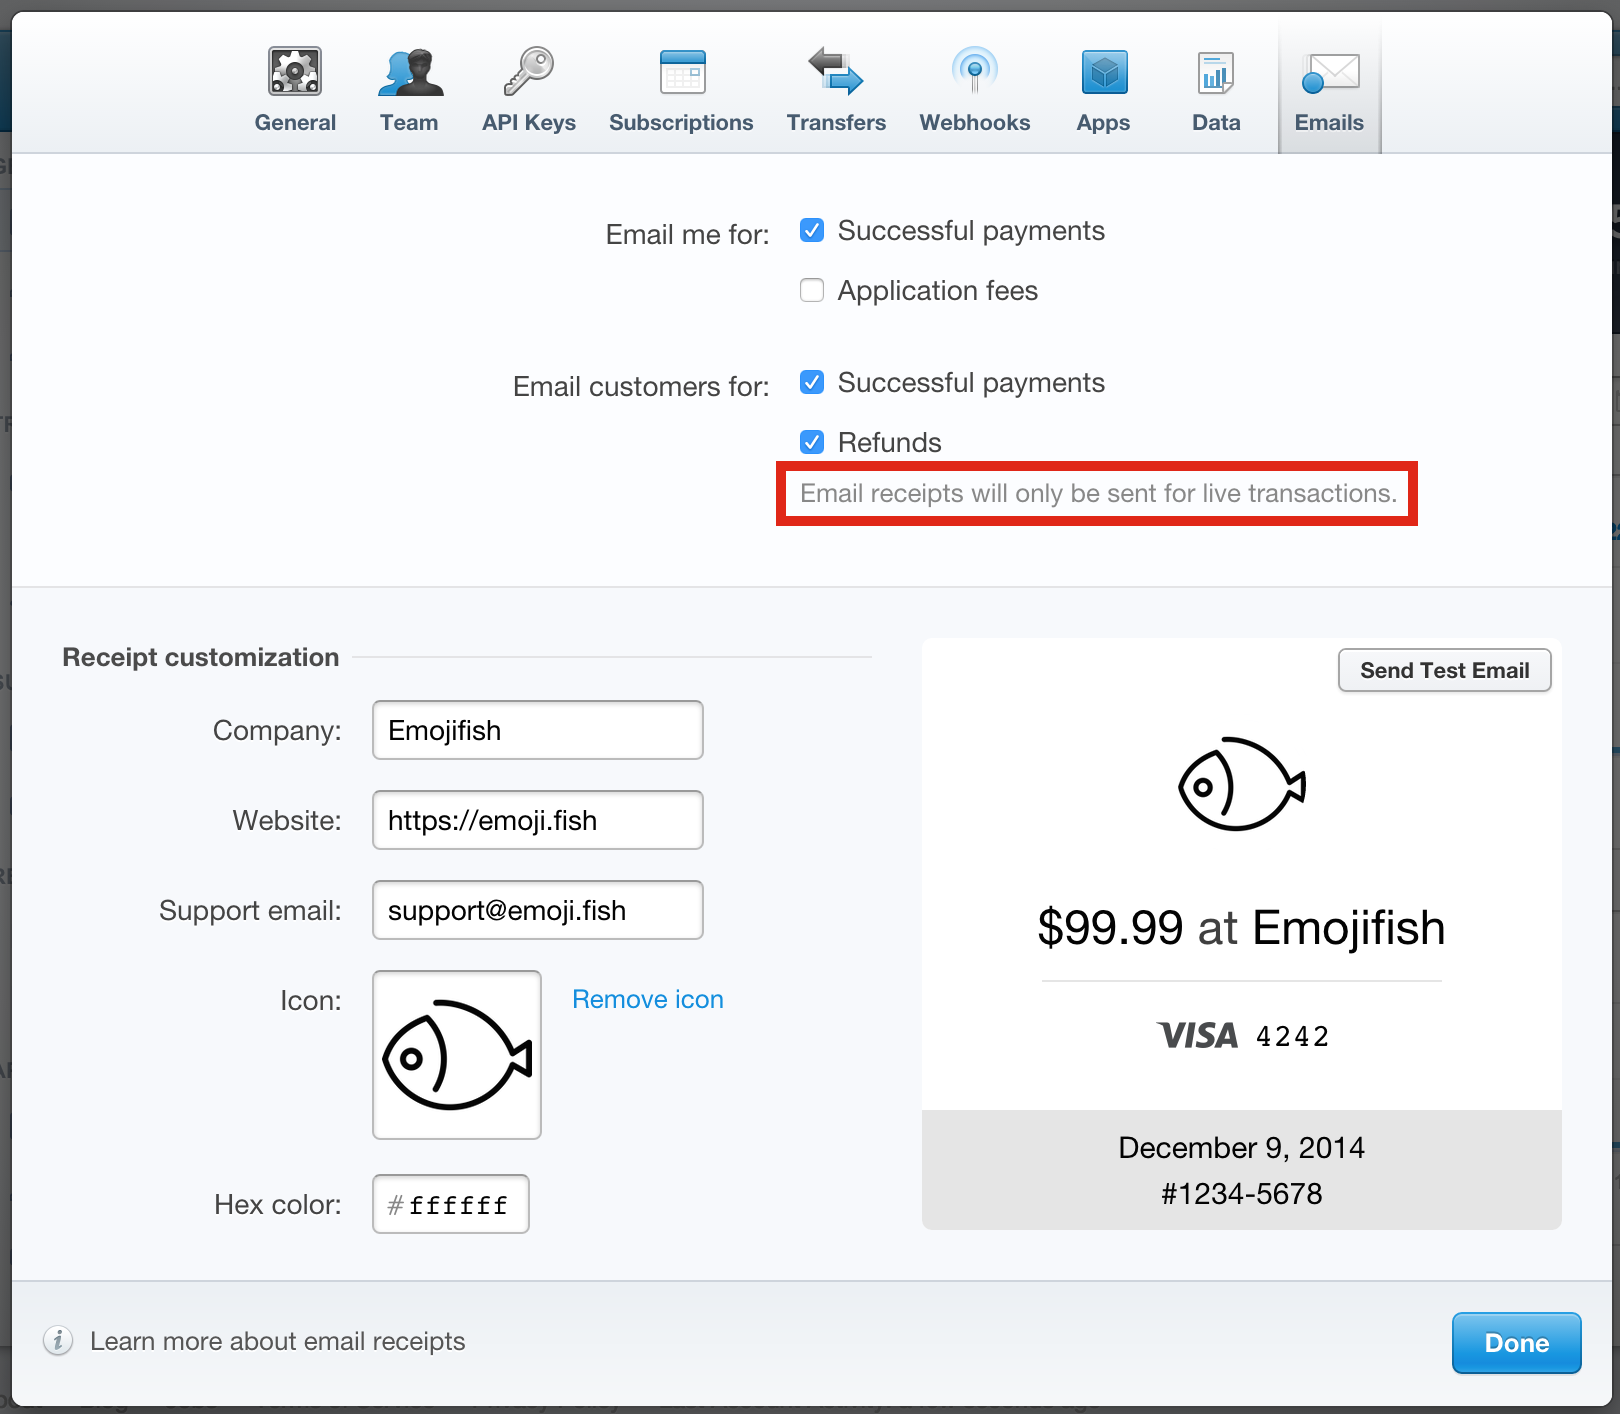 General
Team
API Keys
Subscriptions
Transfers
Webhooks
Apps
Data
Emails
Email me for:
Successful payments
Application fees
Email customers for:
Successful payments
Refunds
Email receipts will only be sent for live transactions.
Receipt customization
Company:
Emojifish
Website:
https://emoji.fish
Support email:
support@emoji.fish
Icon:
Remove icon
Hex color:
#ffffff
Send Test Email
$99.99 at Emojifish
VISA 4242
December 9, 2014
#1234-5678
Learn more about email receipts
Done